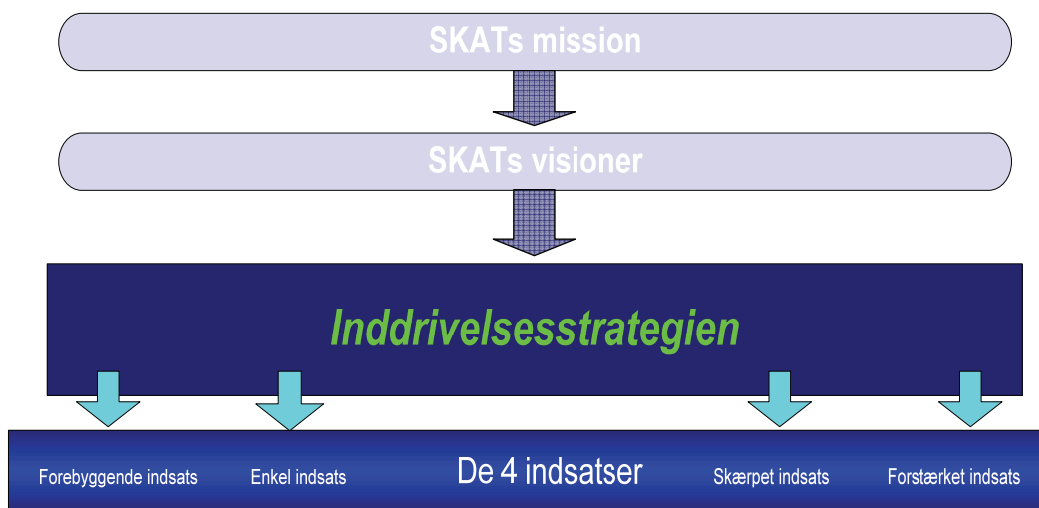 SKATs mission
SKATs visioner
Inddrivelsesstrategien
Forebyggende indsats Enkel indsats De 4 indsatser Skærpet indsats Forstærket indsats